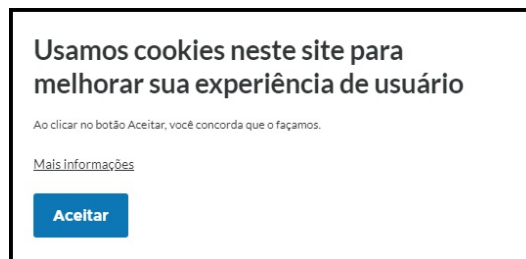 Usamos cookies neste site para
melhorar sua experiência de usuário
Ao clicar no botão Aceitar, você concorda que o façamos.
Mais informações
Aceitar